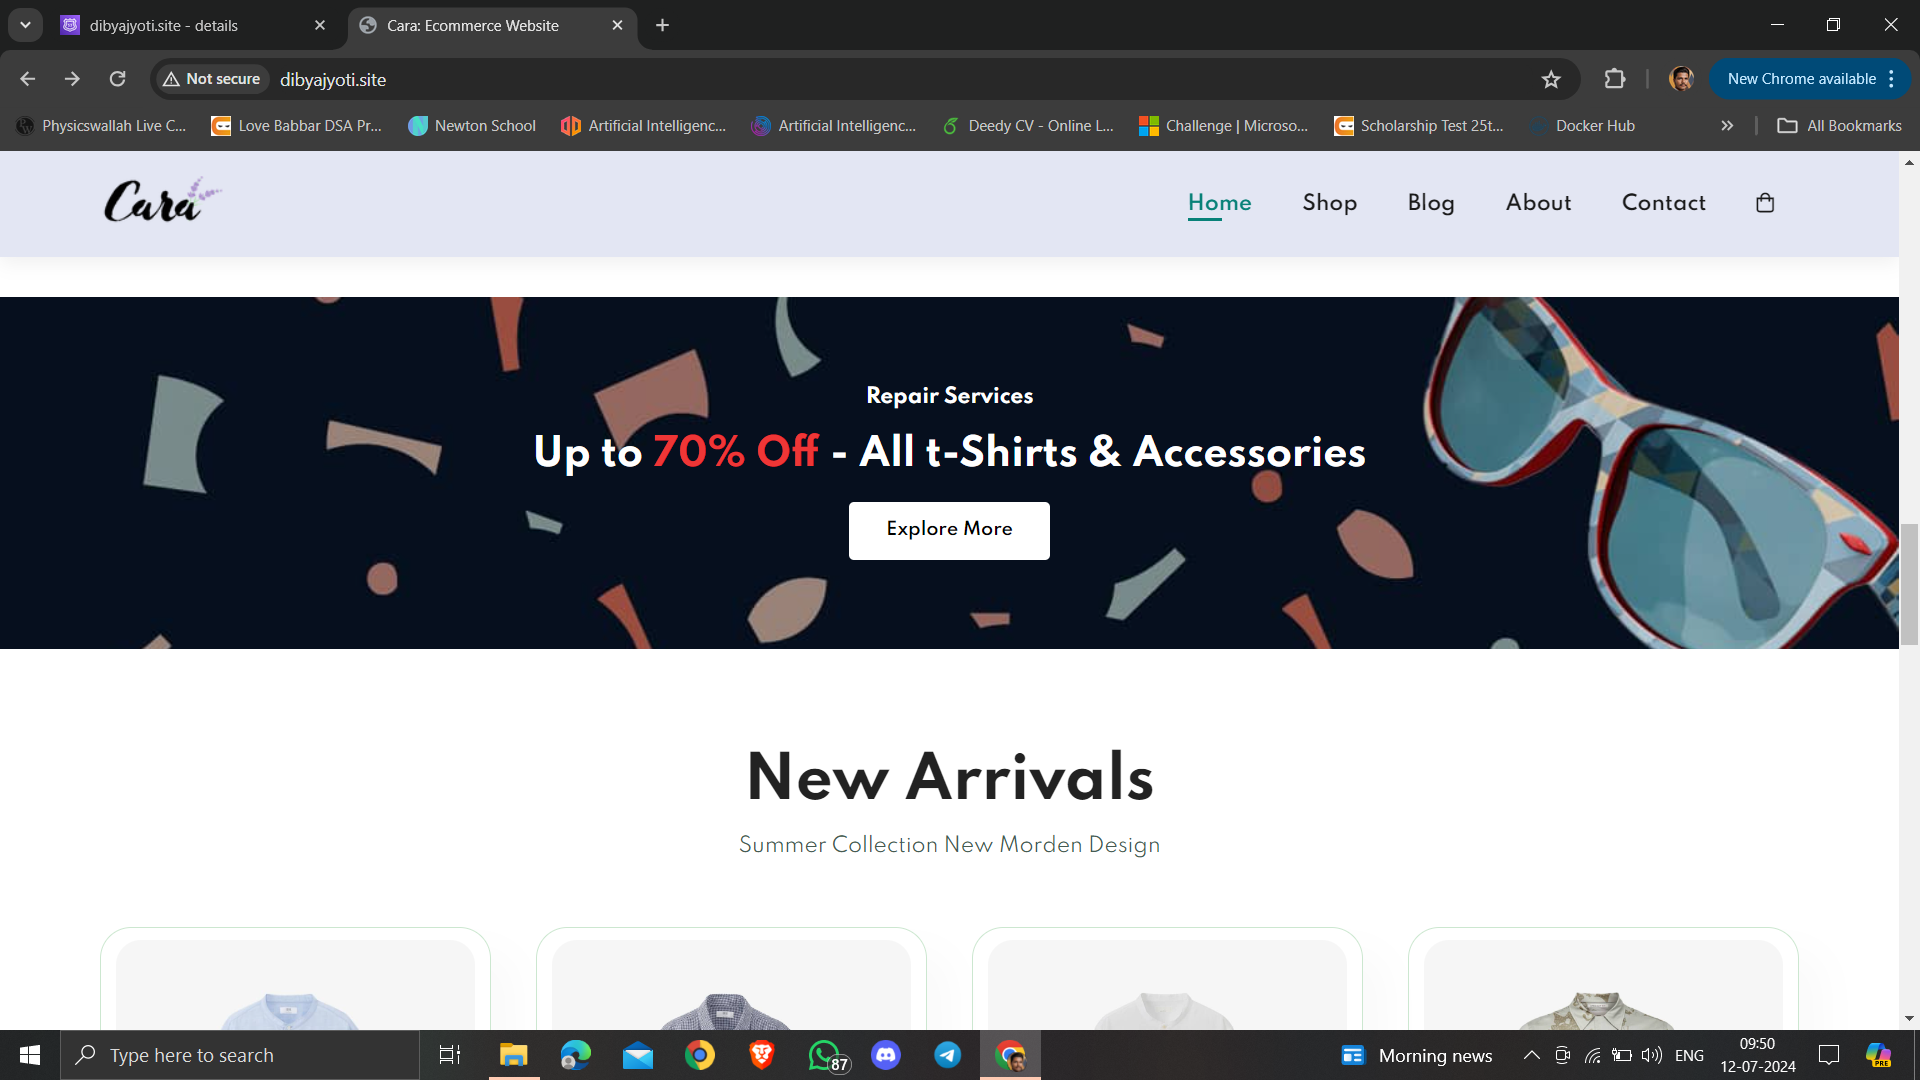 dibyajyoti.site - details
Cara: Ecommerce Website
Not secure
dibyajyoti.site
New Chrome available
Physicswallah Live C...
Love Babbar DSA Pr...
Newton School
Artificial Intelligenc...
Artificial Intelligenc...
Deedy CV - Online L...
Challenge | Microso...
Scholarship Test 25t...
Docker Hub
All Bookmarks
Cara
Home
Shop
Blog
About
Contact
Repair Services
Up to 70% Off - All t-Shirts & Accessories
Explore More
New Arrivals
Summer Collection New Morden Design
Type here to search
87
Morning news
ENG
09:50
12-07-2024
PRE